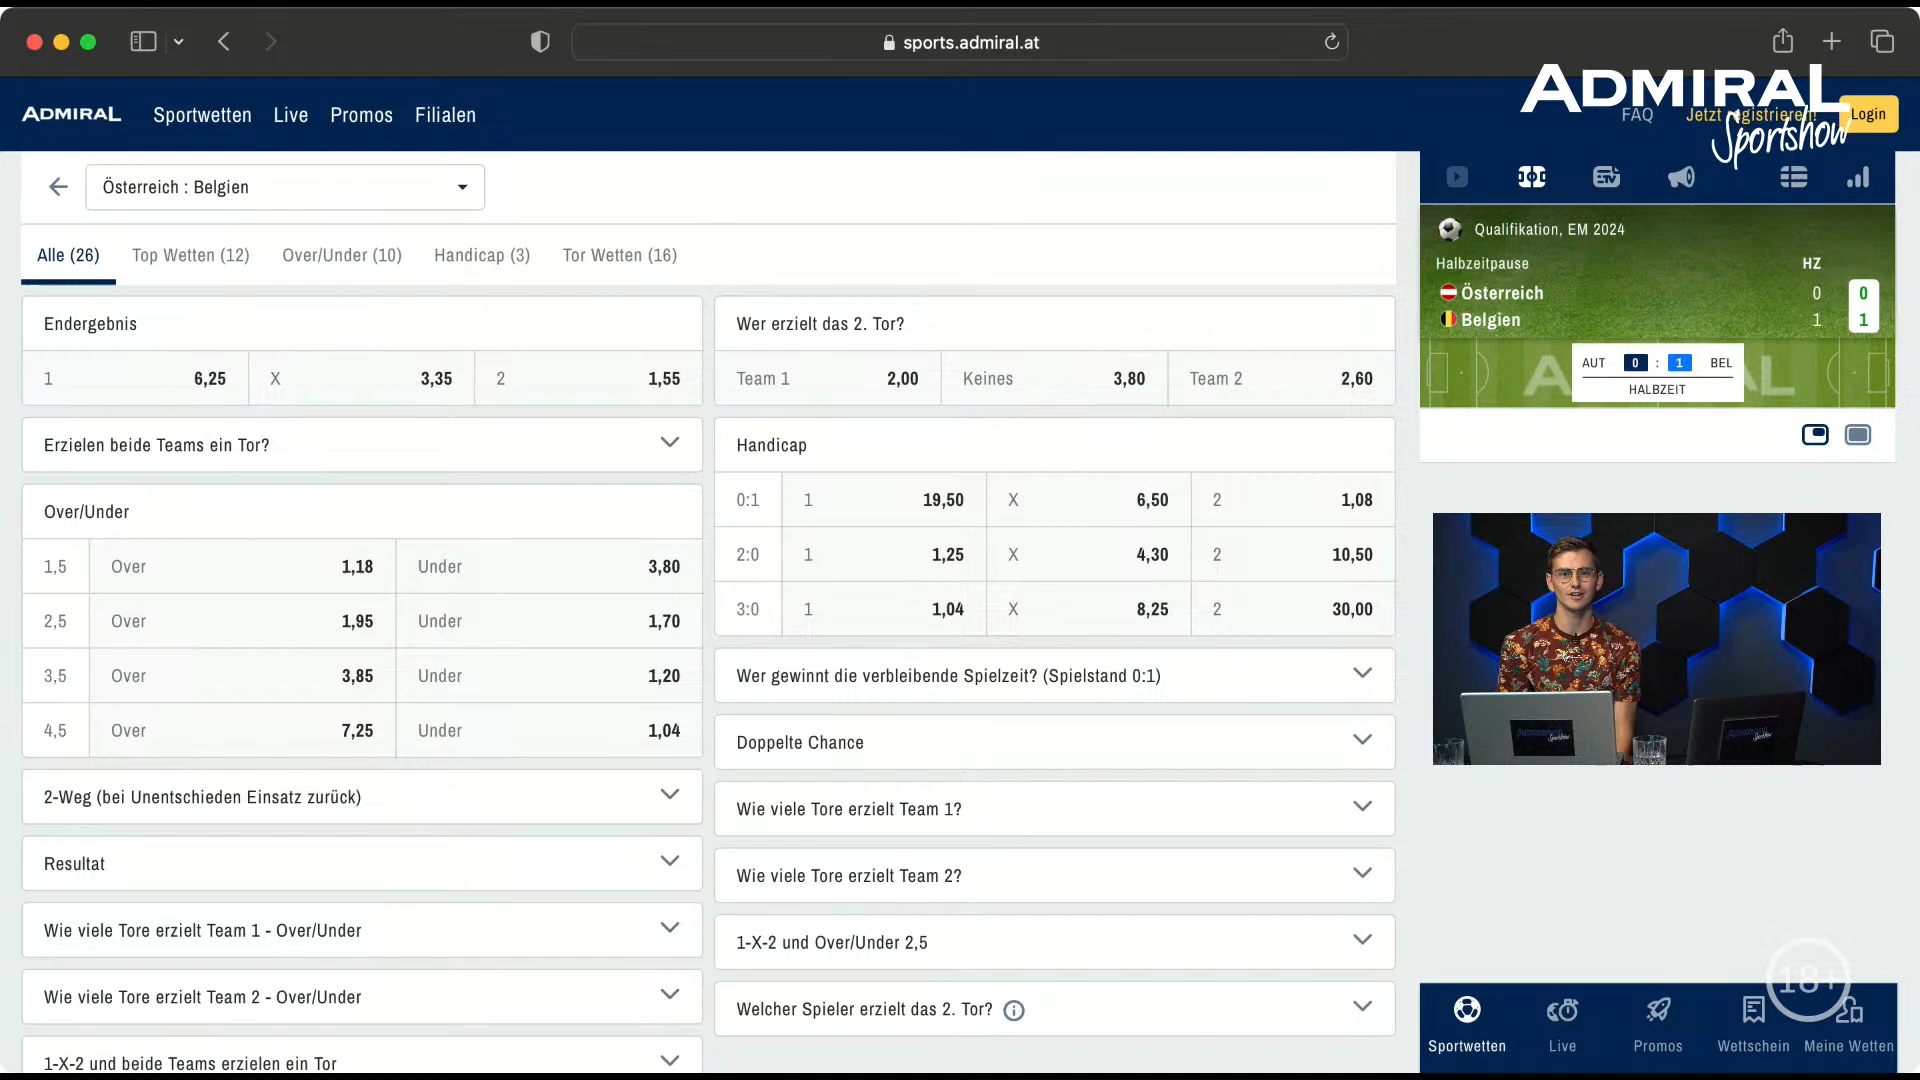 sports.admiral.at
ADMIRAL Sportwetten Live Promos Filialen
FAQ Jetzt registrieren! Login
ADMIRAL
Sportshow
Österreich : Belgien
Alle (26) Top Wetten (12) Over/Under (10) Handicap (3) Tor Wetten (16)
Endergebnis
1 6,25 X 3,35 2 1,55
Erzielen beide Teams ein Tor?
Over/Under
1,5 Over 1,18 Under 3,80
2,5 Over 1,95 Under 1,70
3,5 Over 3,85 Under 1,20
4,5 Over 7,25 Under 1,04
2-Weg (bei Unentschieden Einsatz zurück)
Resultat
Wie viele Tore erzielt Team 1 - Over/Under
Wie viele Tore erzielt Team 2 - Over/Under
1-X-2 und beide Teams erzielen ein Tor
Wer erzielt das 2. Tor?
Team 1 2,00 Keines 3,80 Team 2 2,60
Handicap
0:1 1 19,50 X 6,50 2 1,08
2:0 1 1,25 X 4,30 2 10,50
3:0 1 1,04 X 8,25 2 30,00
Wer gewinnt die verbleibende Spielzeit? (Spielstand 0:1)
Doppelte Chance
Wie viele Tore erzielt Team 1?
Wie viele Tore erzielt Team 2?
1-X-2 und Over/Under 2,5
Welcher Spieler erzielt das 2. Tor?
Qualifikation, EM 2024
Halbzeitpause HZ
Österreich 0 0
Belgien 1 1
AUT 0 : 1 BEL
HALBZEIT
ADMIRAL Sportshow
ADMIRAL Sportshow
18+
Sportwetten Live Promos Wettschein Meine Wetten